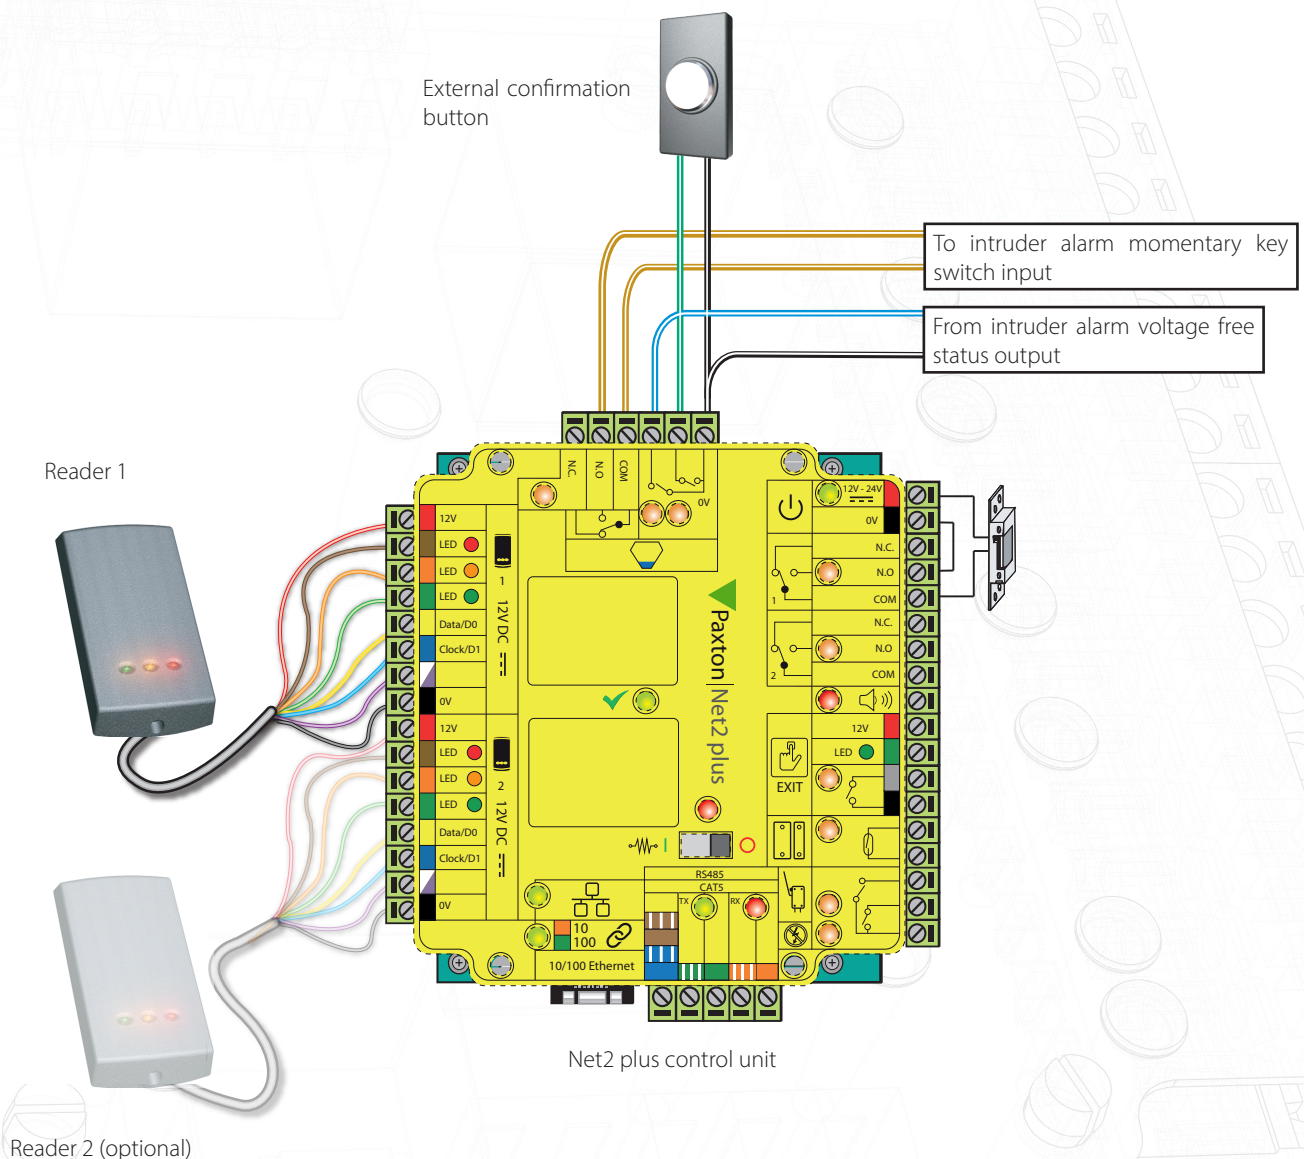 External confirmation
button
To intruder alarm momentary key
switch input
From intruder alarm voltage free
status output
Reader 1
N.C.
N.O
COM
0V
12V - 24V
0V
N.C.
N.O
COM
1
N.C.
N.O
COM
2
12V
LED
EXIT
12V
LED
LED
LED
Data/D0
Clock/D1
0V
1
12V DC
12V
LED
LED
LED
Data/D0
Clock/D1
0V
2
12V DC
Paxton Net2 plus
RS485
CAT5
TX
RX
10
100
10/100 Ethernet
Net2 plus control unit
Reader 2 (optional)